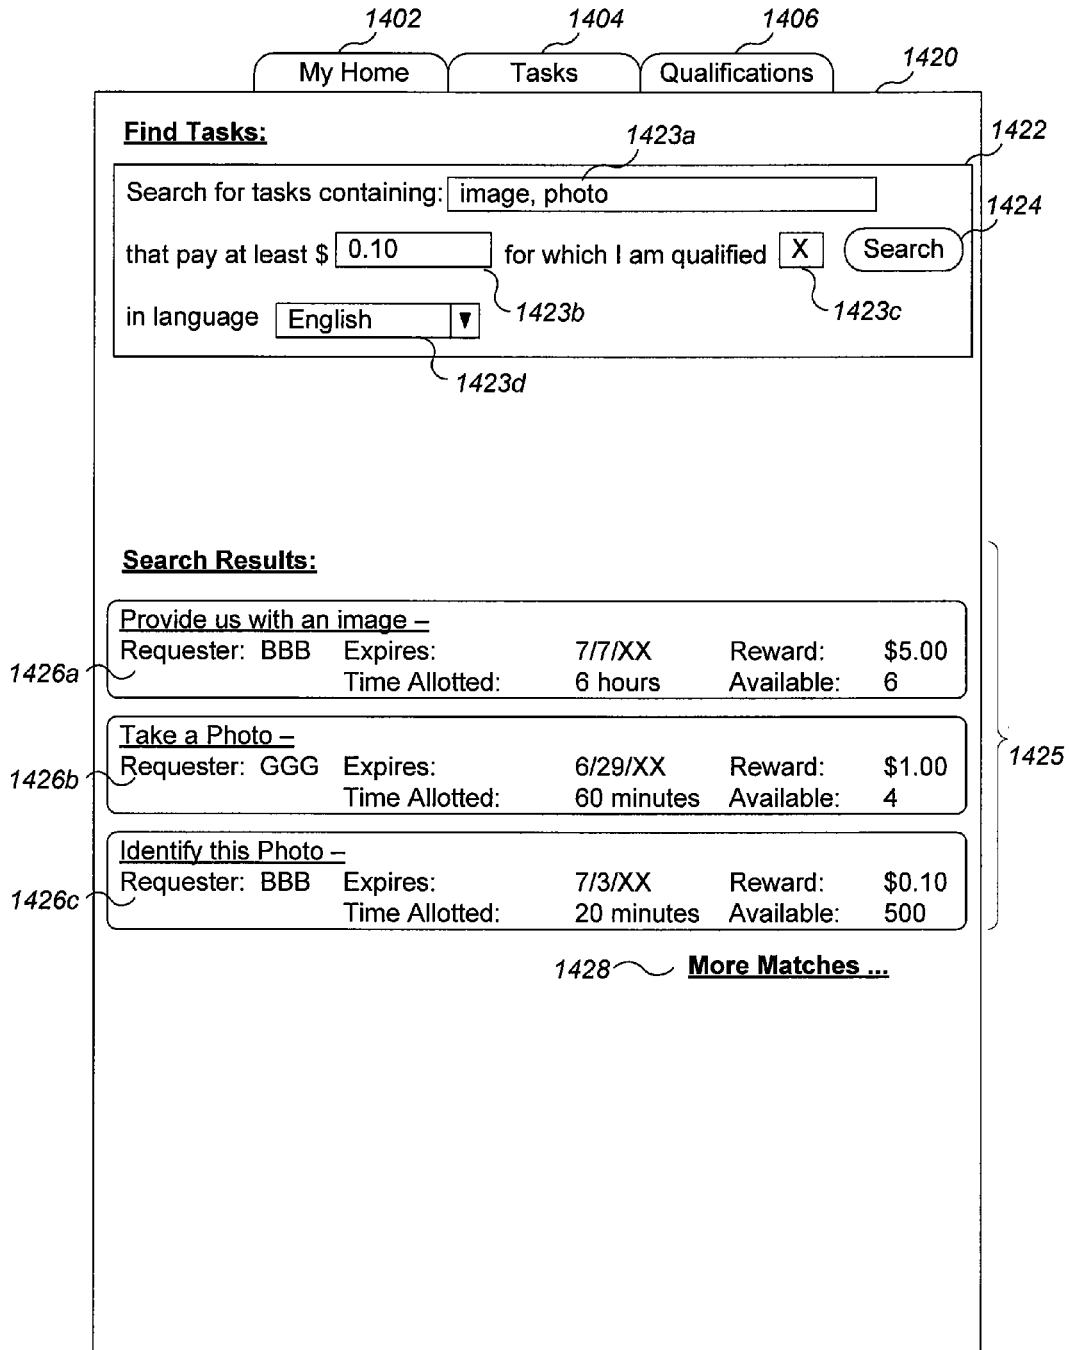 1402 1404 1406
My Home Tasks Qualifications 1420
Find Tasks: 1423a 1422
Search for tasks containing: image, photo
1424
that pay at least $ 0.10 for which I am qualified X Search
1423b 1423c
in language English ▼
1423d
Search Results:
Provide us with an image –
Requester: BBB Expires: 7/7/XX Reward: $5.00
1426a
Time Allotted: 6 hours Available: 6
Take a Photo –
1425
Requester: GGG Expires: 6/29/XX Reward: $1.00
1426b
Time Allotted: 60 minutes Available: 4
Identify this Photo –
Requester: BBB Expires: 7/3/XX Reward: $0.10
1426c
Time Allotted: 20 minutes Available: 500
1428 More Matches ...